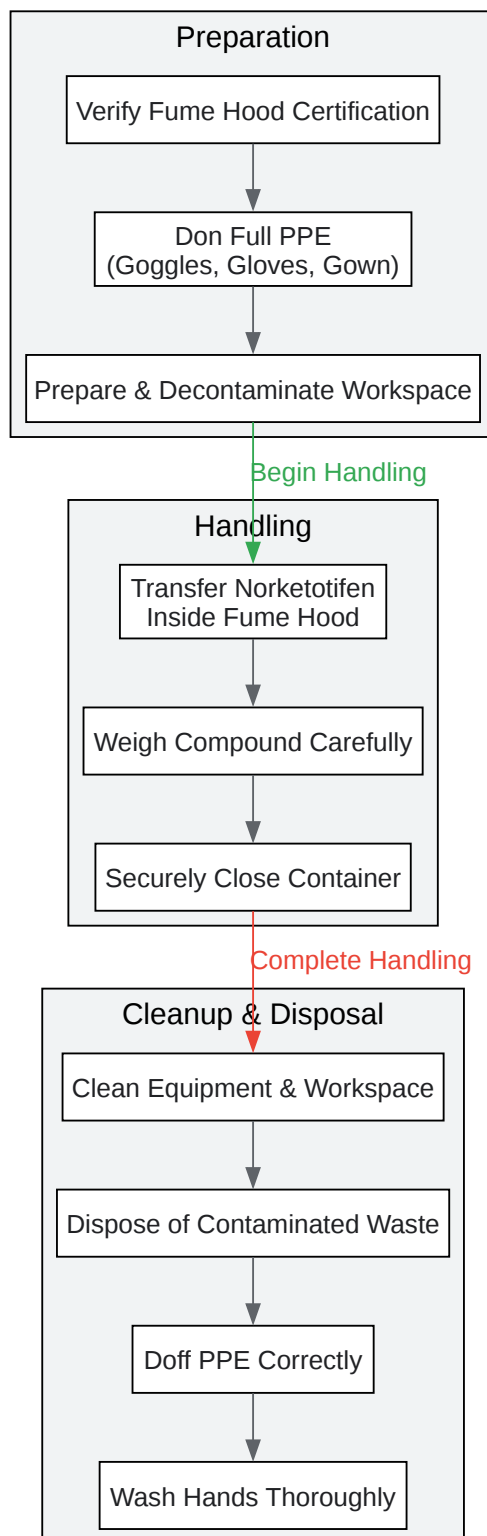 Preparation
Verify Fume Hood Certification
Don Full PPE
(Goggles, Gloves, Gown)
Prepare & Decontaminate Workspace
Begin Handling
Handling
Transfer Norketotifen
Inside Fume Hood
Weigh Compound Carefully
Securely Close Container
Complete Handling
Cleanup & Disposal
Clean Equipment & Workspace
Dispose of Contaminated Waste
Doff PPE Correctly
Wash Hands Thoroughly